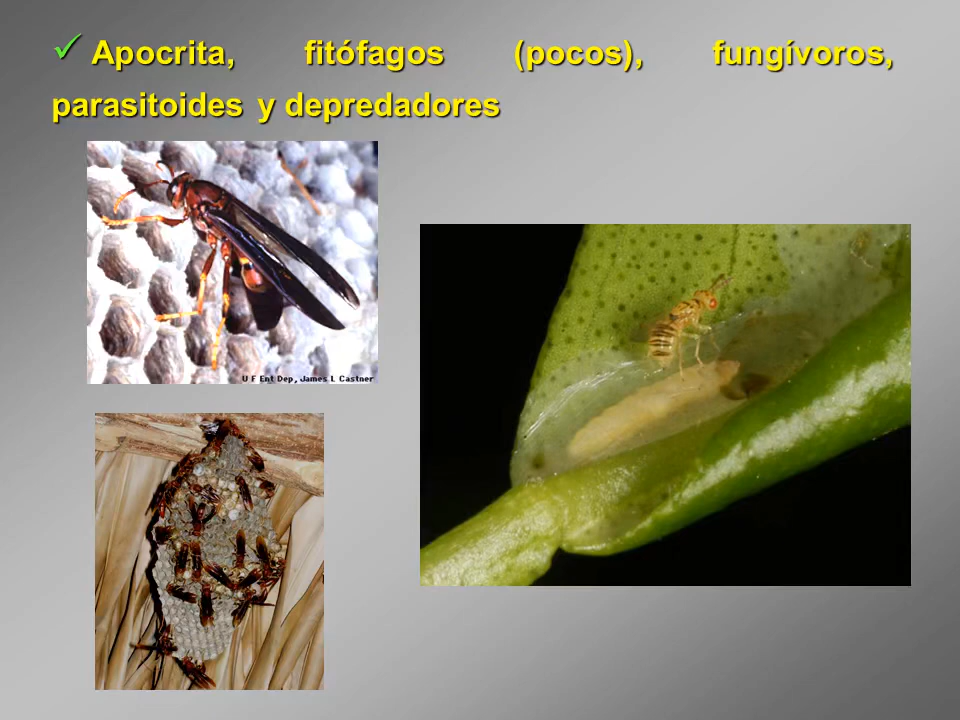 ✓ Apocrita, fitófagos (pocos), fungívoros,
parasitoides y depredadores
U F Ent Dep, James L Castner